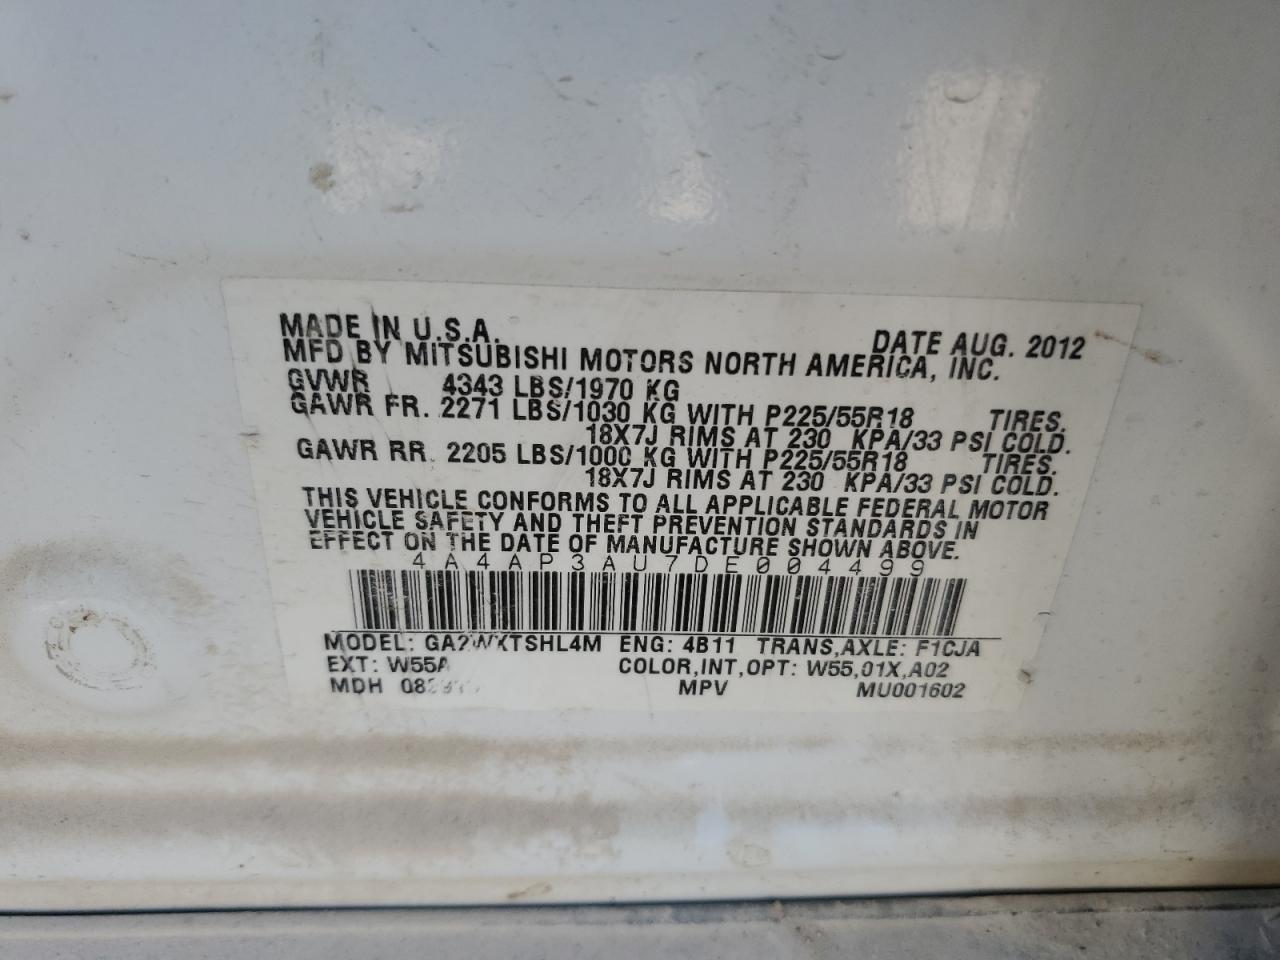 MADE IN U.S.A. DATE AUG. 2012
MFD BY MITSUBISHI MOTORS NORTH AMERICA, INC.
GVWR 4343 LBS/1970 KG
GAWR FR. 2271 LBS/1030 KG WITH P225/55R18 TIRES.
18X7J RIMS AT 230 KPA/33 PSI COLD.
GAWR RR. 2205 LBS/1000 KG WITH P225/55R18 TIRES.
18X7J RIMS AT 230 KPA/33 PSI COLD.
THIS VEHICLE CONFORMS TO ALL APPLICABLE FEDERAL MOTOR
VEHICLE SAFETY AND THEFT PREVENTION STANDARDS IN
EFFECT ON THE DATE OF MANUFACTURE SHOWN ABOVE.
4A4AP3AU7DE004499
MODEL: GA2WXTSHL4M ENG: 4B11 TRANS,AXLE: F1CJA
EXT: W55A COLOR,INT,OPT: W55,01X,A02
MDH MPV MU001602